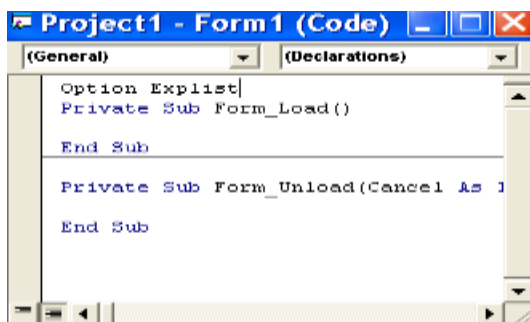 Project1 - Form1 (Code)
(General) (Declarations)
Option Explist
Private Sub Form_Load()
End Sub
Private Sub Form_Unload(Cancel As
End Sub